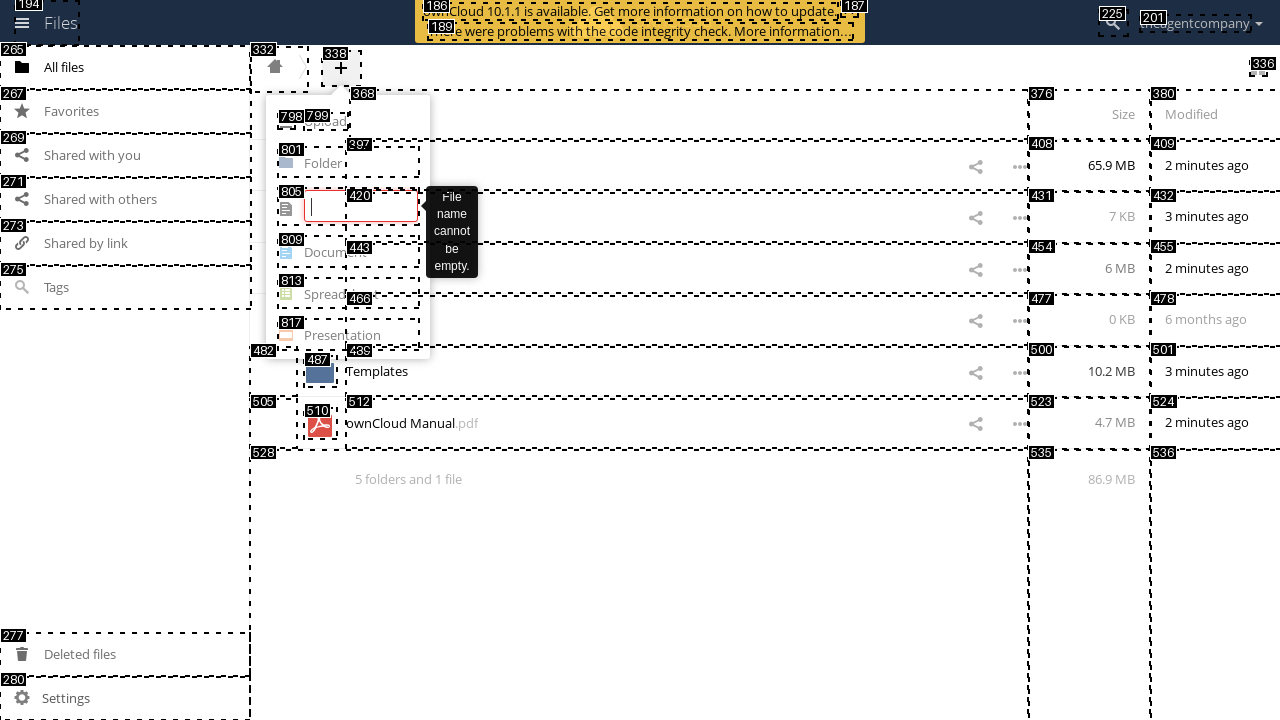 194
Files
186
ownCloud 10.1.1 is available. Get more information on how to update.
187
189
There were problems with the code integrity check. More information…
225
201
theagentcompany
265
All files
267
Favorites
269
Shared with you
271
Shared with others
273
Shared by link
275
Tags
277
Deleted files
280
Settings
332
338
336
368
376
Size
380
Modified
798
799
Upload
801
Folder
805
File name cannot be empty.
809
Document
813
Spreadsheet
817
Presentation
397
408
65.9 MB
409
2 minutes ago
420
431
7 KB
432
3 minutes ago
443
454
6 MB
455
2 minutes ago
466
477
0 KB
478
6 months ago
482
487
489
Templates
500
10.2 MB
501
3 minutes ago
505
510
512
ownCloud Manual.pdf
523
4.7 MB
524
2 minutes ago
528
5 folders and 1 file
535
86.9 MB
536